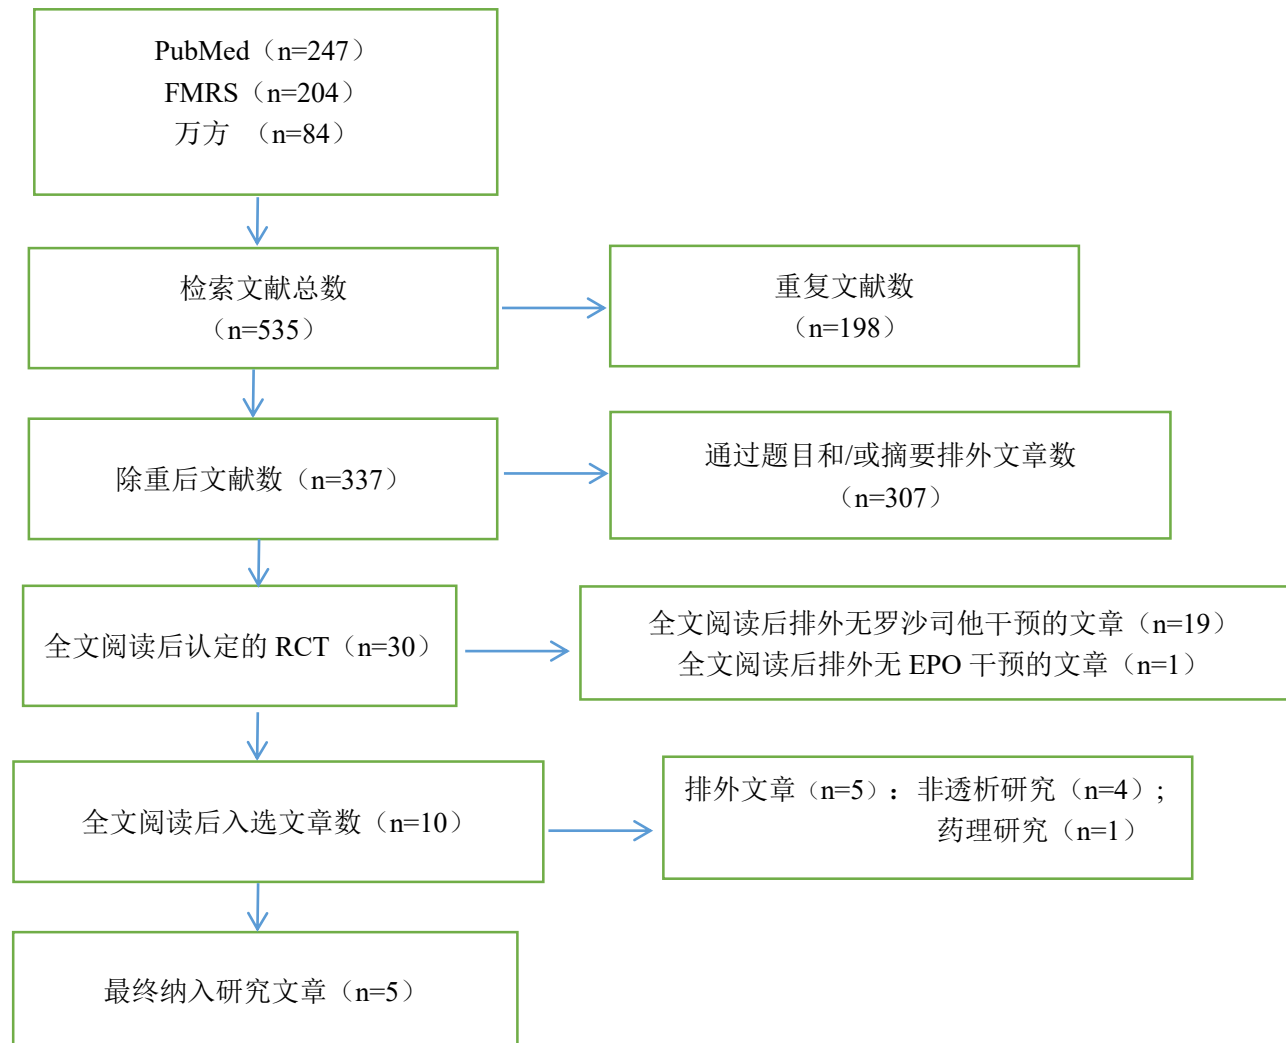 PubMed（n=247）
FMRS（n=204）
万方 （n=84）
检索文献总数
（n=535）
重复文献数
（n=198）
除重后文献数（n=337）
通过题目和/或摘要排外文章数
（n=307）
全文阅读后认定的 RCT（n=30）
全文阅读后排外无罗沙司他干预的文章（n=19）
全文阅读后排外无 EPO 干预的文章（n=1）
全文阅读后入选文章数（n=10）
排外文章（n=5）：非透析研究（n=4）;
药理研究（n=1）
最终纳入研究文章（n=5）